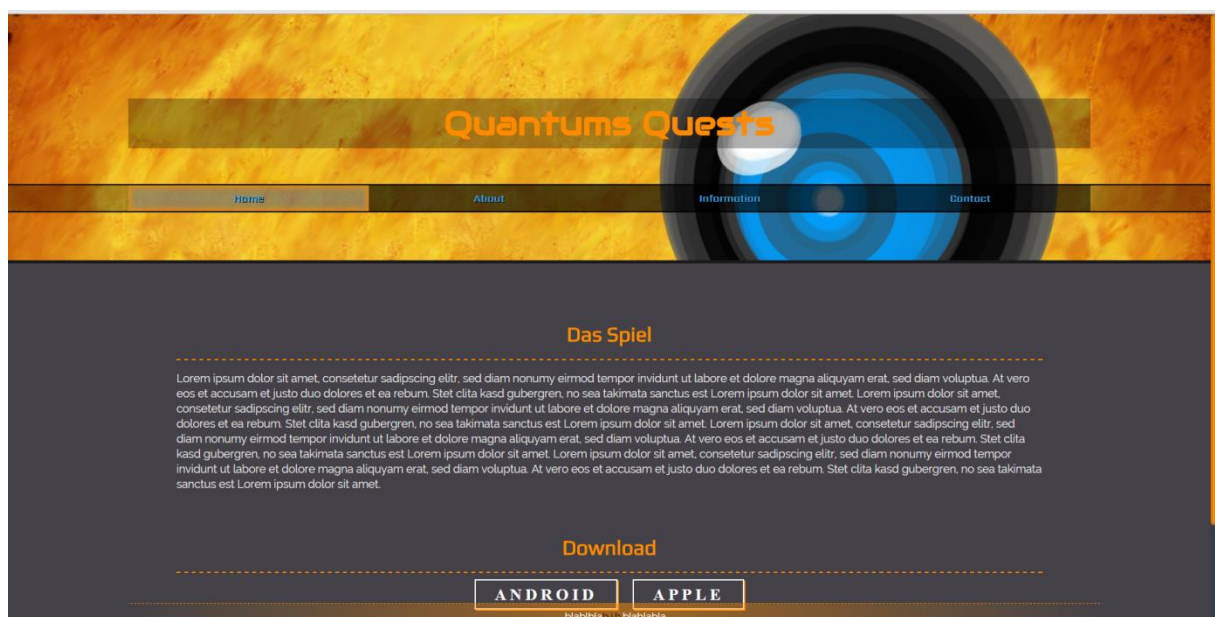 Quantums Quests
Home About Information Contact
Das Spiel
Lorem ipsum dolor sit amet, consetetur sadipscing elitr, sed diam nonumy eirmod tempor invidunt ut labore et dolore magna aliquyam erat, sed diam voluptua. At vero
eos et accusam et justo duo dolores et ea rebum. Stet clita kasd gubergren, no sea takimata sanctus est Lorem ipsum dolor sit amet. Lorem ipsum dolor sit amet,
consetetur sadipscing elitr, sed diam nonumy eirmod tempor invidunt ut labore et dolore magna aliquyam erat, sed diam voluptua. At vero eos et accusam et justo duo
dolores et ea rebum. Stet clita kasd gubergren, no sea takimata sanctus est Lorem ipsum dolor sit amet. Lorem ipsum dolor sit amet, consetetur sadipscing elitr, sed
diam nonumy eirmod tempor invidunt ut labore et dolore magna aliquyam erat, sed diam voluptua. At vero eos et accusam et justo duo dolores et ea rebum. Stet clita
kasd gubergren, no sea takimata sanctus est Lorem ipsum dolor sit amet. Lorem ipsum dolor sit amet, consetetur sadipscing elitr, sed diam nonumy eirmod tempor
invidunt ut labore et dolore magna aliquyam erat, sed diam voluptua. At vero eos et accusam et justo duo dolores et ea rebum. Stet clita kasd gubergren, no sea takimata
sanctus est Lorem ipsum dolor sit amet.
Download
ANDROID APPLE